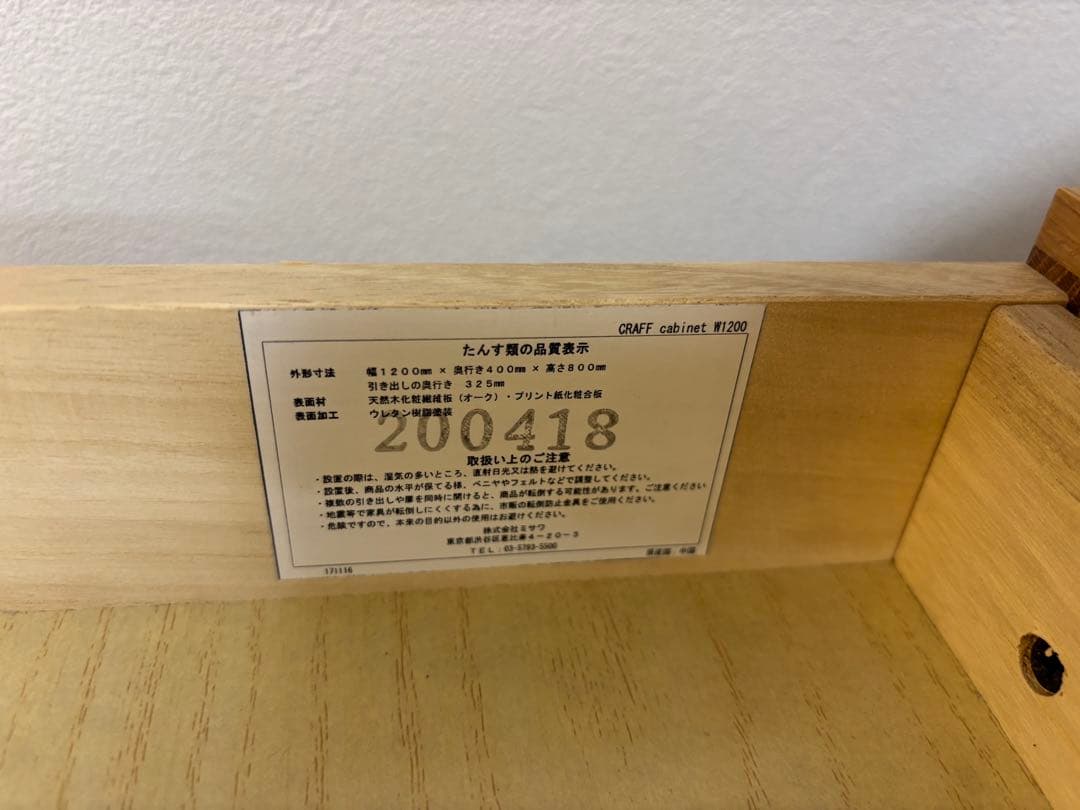 CRAFF cabinet W1200
たんす類の品質表示
外形寸法 幅1200mm × 奥行き400mm × 高さ800mm
引き出しの奥行き 325mm
表面材 天然木化粧繊維板（オーク）・プリント紙化粧合板
表面加工 ウレタン樹脂塗装
200418
取扱い上のご注意
・設置の際は、湿気の多いところ、直射日光又は熱を避けてください。
・設置後、商品の水平が保てる様、ベニヤやフェルトなどで調整してください。
・複数の引き出しや扉を同時に開けると、商品が転倒する可能性があります。ご注意ください
・地震等で家具が転倒しにくくする為に、市販の転倒防止金具をご使用ください。
・危険ですので、本来の目的以外の使用はお避けください。
株式会社ミサワ
東京都渋谷区恵比寿4－20－3
TEL：03-5793-5500
171116 原産国 中国